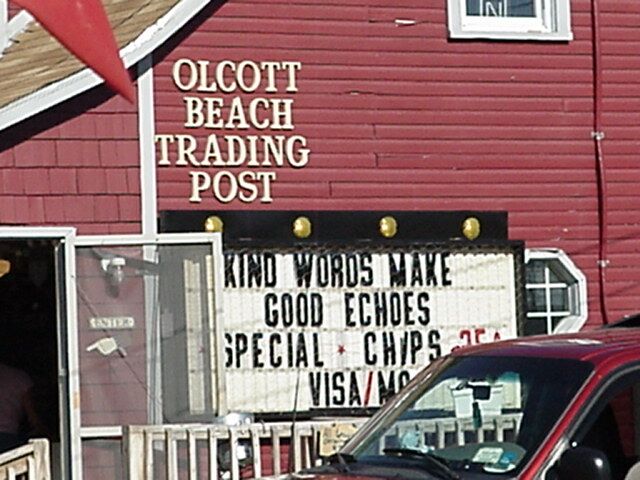 OLCOTT
BEACH
TRADING
POST
KIND WORDS MAKE
GOOD ECHOES
SPECIAL * CHIPS
VISA/MC
ENTER